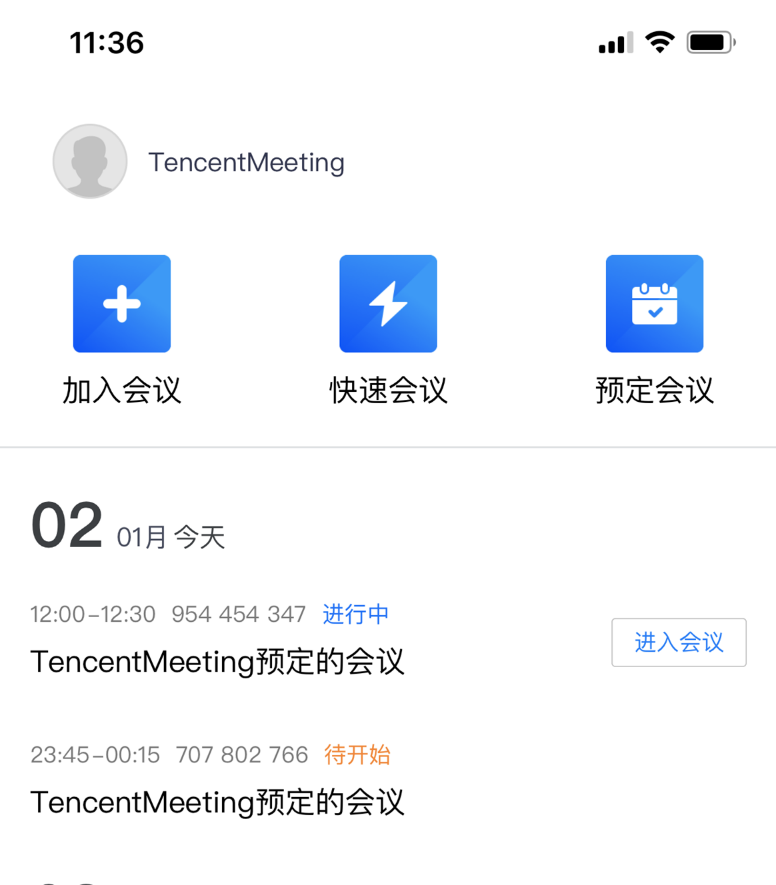 11:36
TencentMeeting
加入会议
快速会议
预定会议
02 01月 今天
12:00-12:30 954 454 347 进行中
TencentMeeting预定的会议
进入会议
23:45-00:15 707 802 766 待开始
TencentMeeting预定的会议